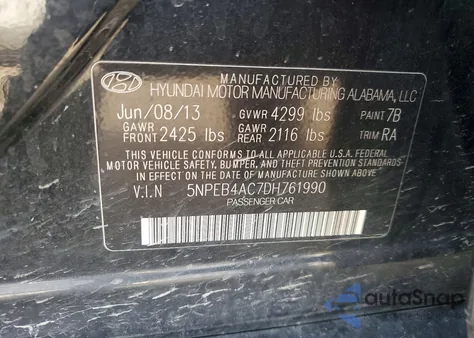 MANUFACTURED BY
HYUNDAI MOTOR MANUFACTURING ALABAMA, LLC
Jun/08/13 GVWR 4299 lbs PAINT 7B
GAWR FRONT 2425 lbs GAWR REAR 2116 lbs TRIM RA
THIS VEHICLE CONFORMS TO ALL APPLICABLE U.S.A. FEDERAL
MOTOR VEHICLE SAFETY, BUMPER, AND THEFT PREVENTION STANDARDS
IN EFFECT ON THE DATE OF MANUFACTURE SHOWN ABOVE.
V.I.N 5NPEB4AC7DH761990
PASSENGER CAR
autoSnap